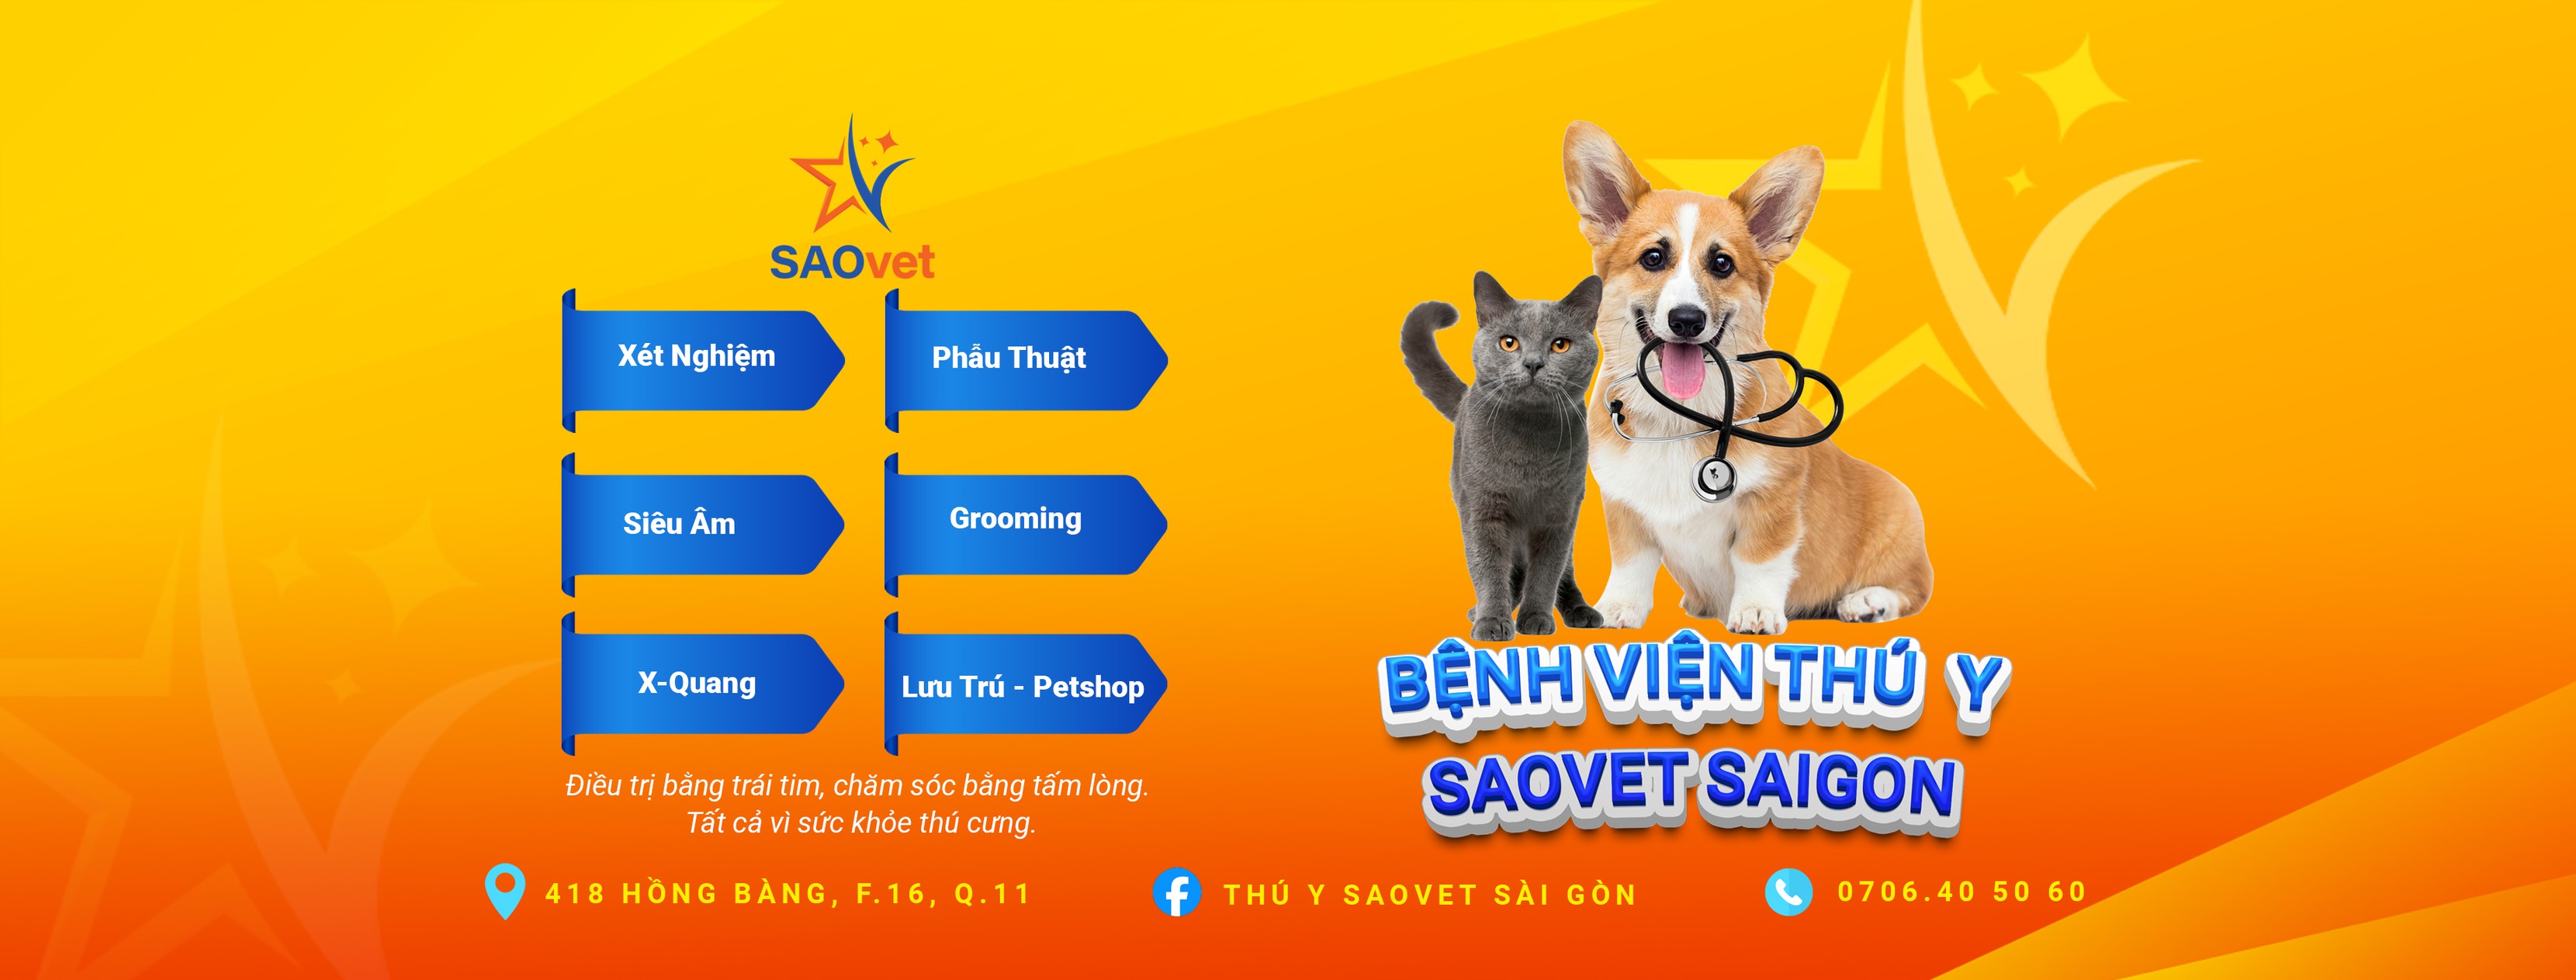 SAOvet
Xét Nghiệm
Phẫu Thuật
Siêu Âm
Grooming
X-Quang
Lưu Trú - Petshop
Điều trị bằng trái tim, chăm sóc bằng tấm lòng.
Tất cả vì sức khỏe thú cưng.
BỆNH VIỆN THÚ Y
SAOVET SAIGON
418 HỒNG BÀNG, F.16, Q.11
THÚ Y SAOVET SÀI GÒN
0706.40 50 60